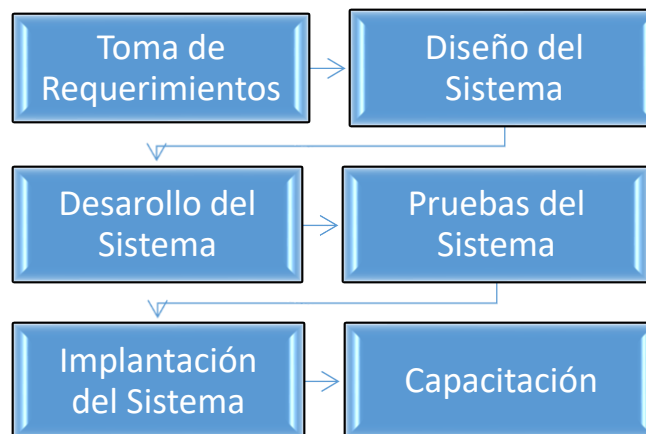 Toma de
Requerimientos
Diseño del
Sistema
Desarollo del
Sistema
Pruebas del
Sistema
Implantación
del Sistema
Capacitación